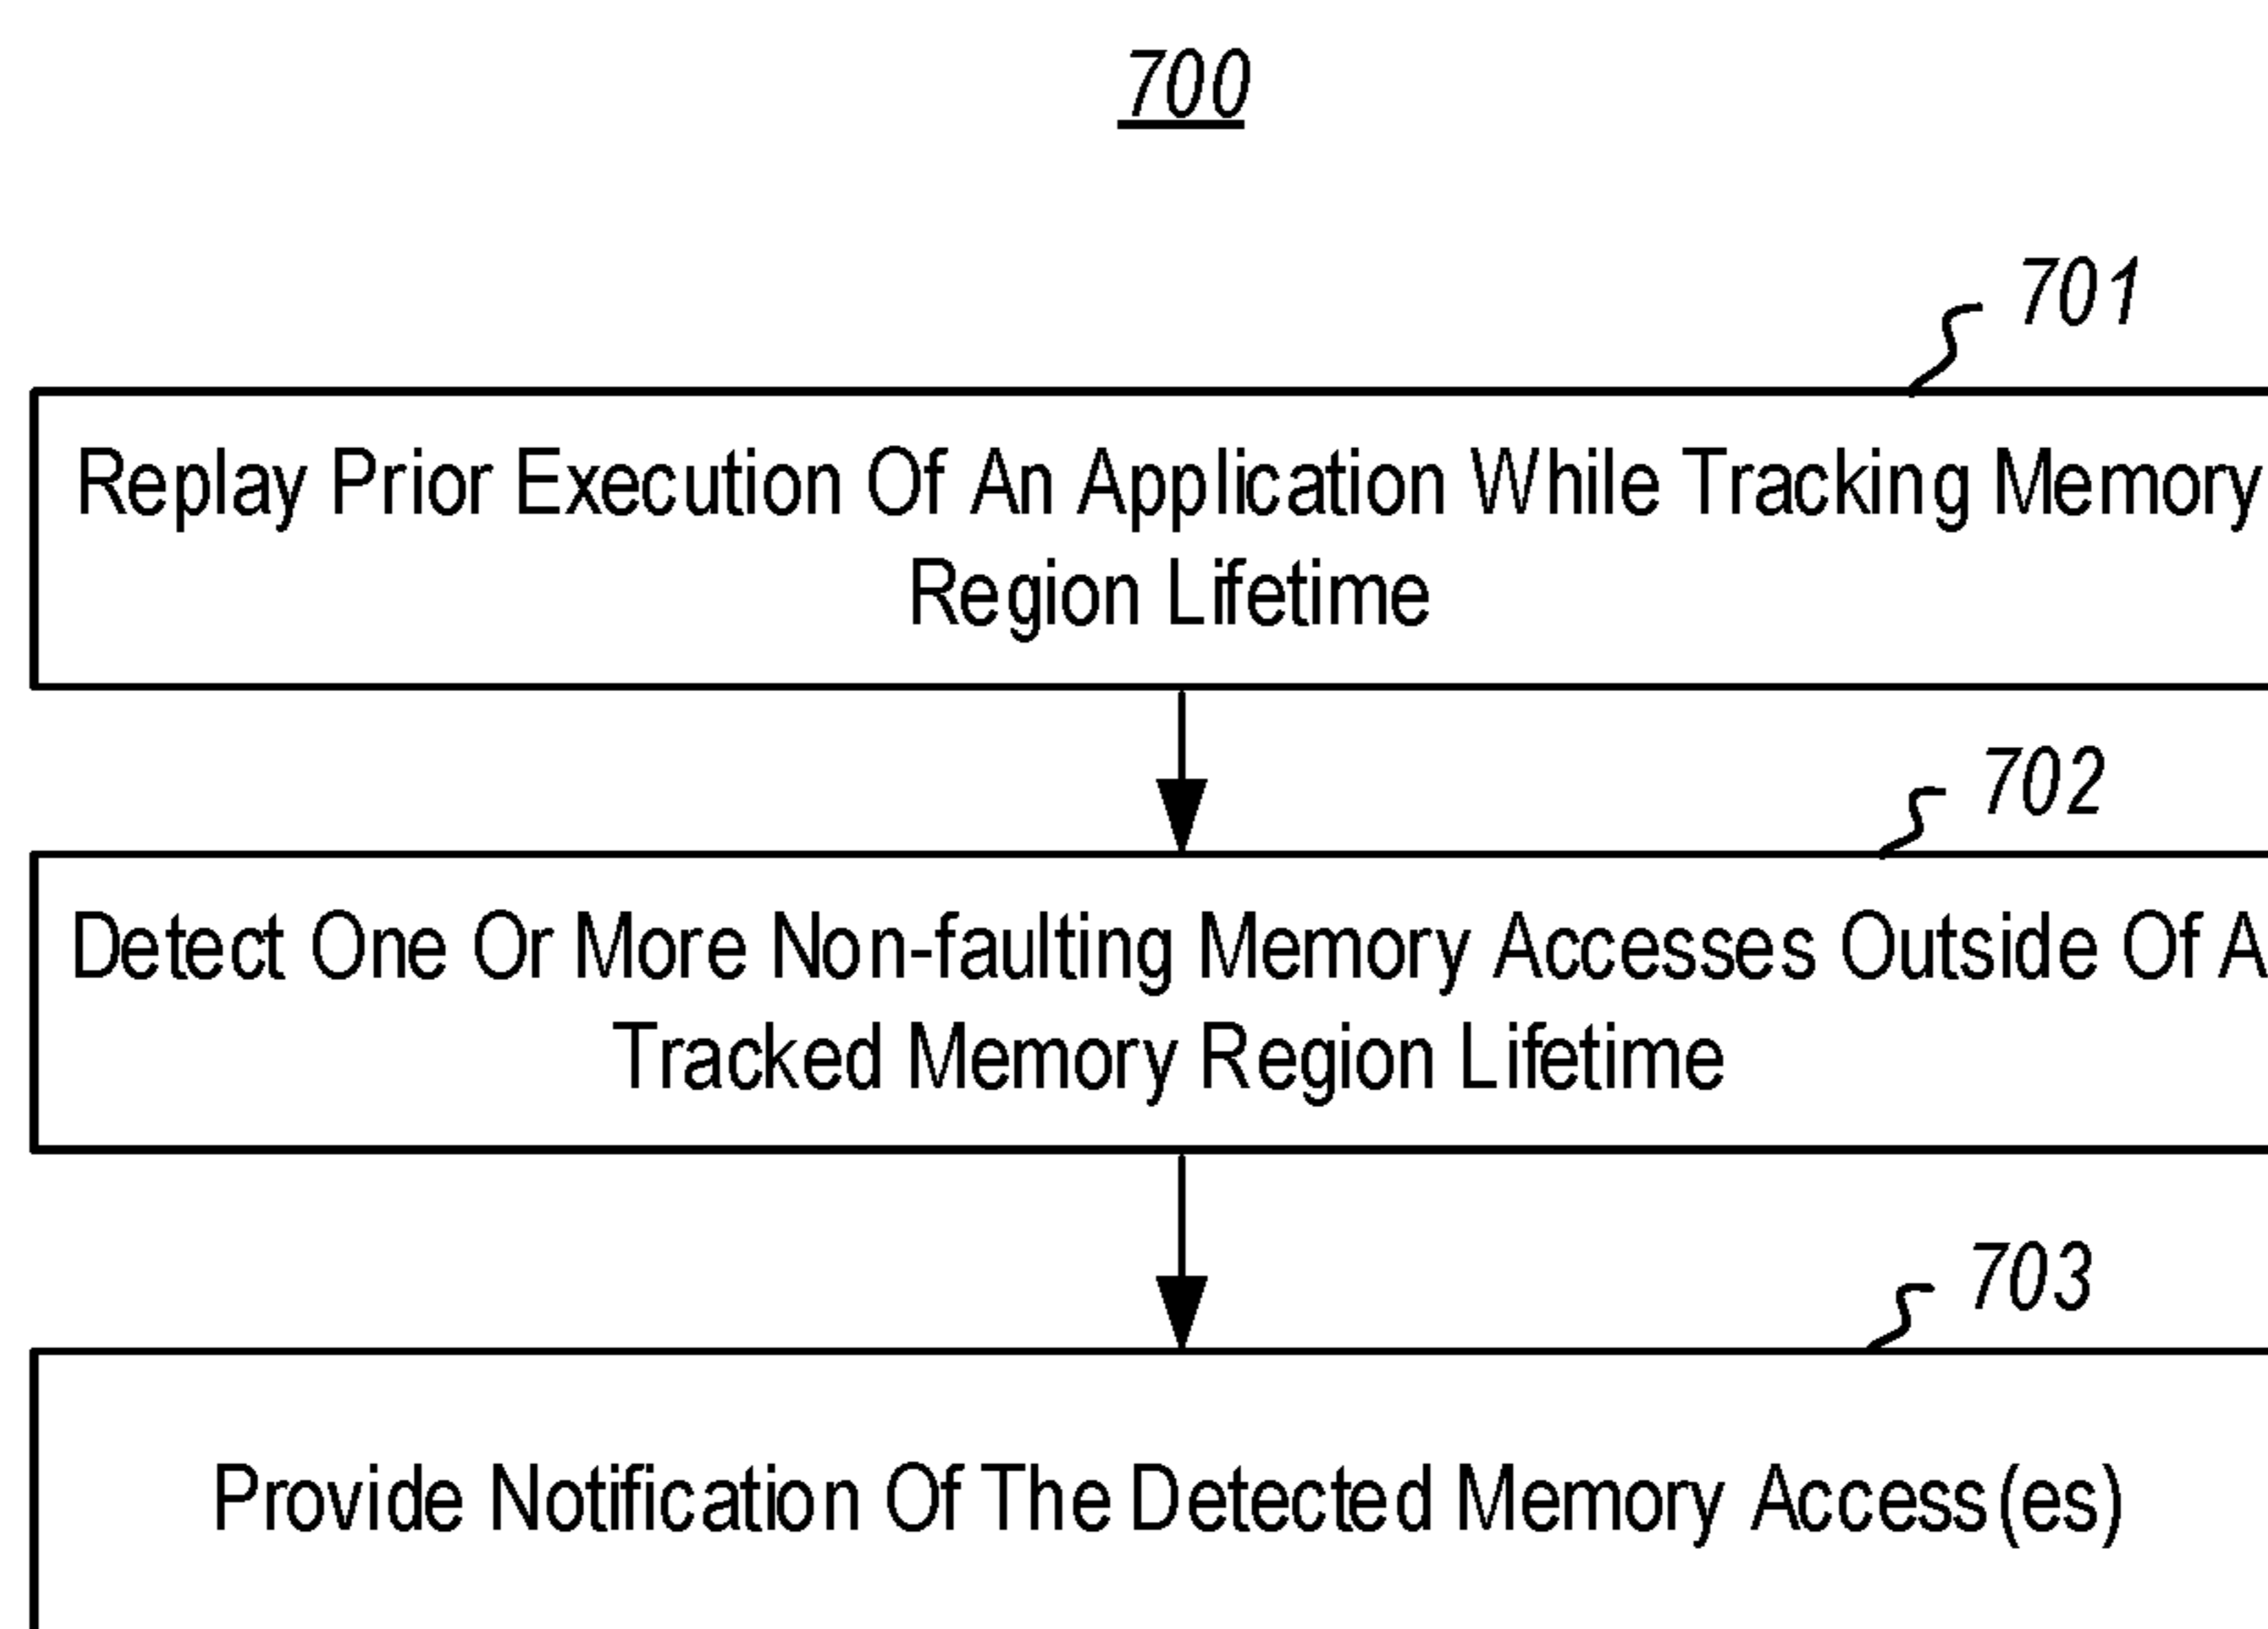 700
701
Replay Prior Execution Of An Application While Tracking Memory
Region Lifetime
702
Detect One Or More Non-faulting Memory Accesses Outside Of A
Tracked Memory Region Lifetime
703
Provide Notification Of The Detected Memory Access(es)